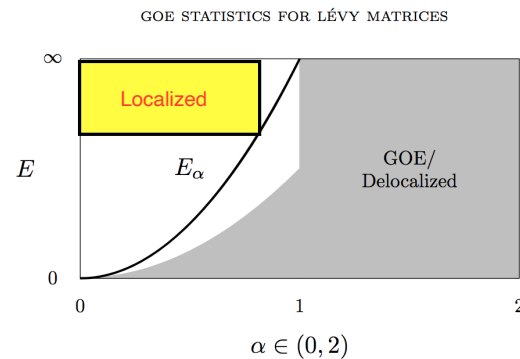 GOE STATISTICS FOR LÉVY MATRICES
∞
Localized
E
E_α
GOE/
Delocalized
0
0 1 2
α ∈ (0, 2)